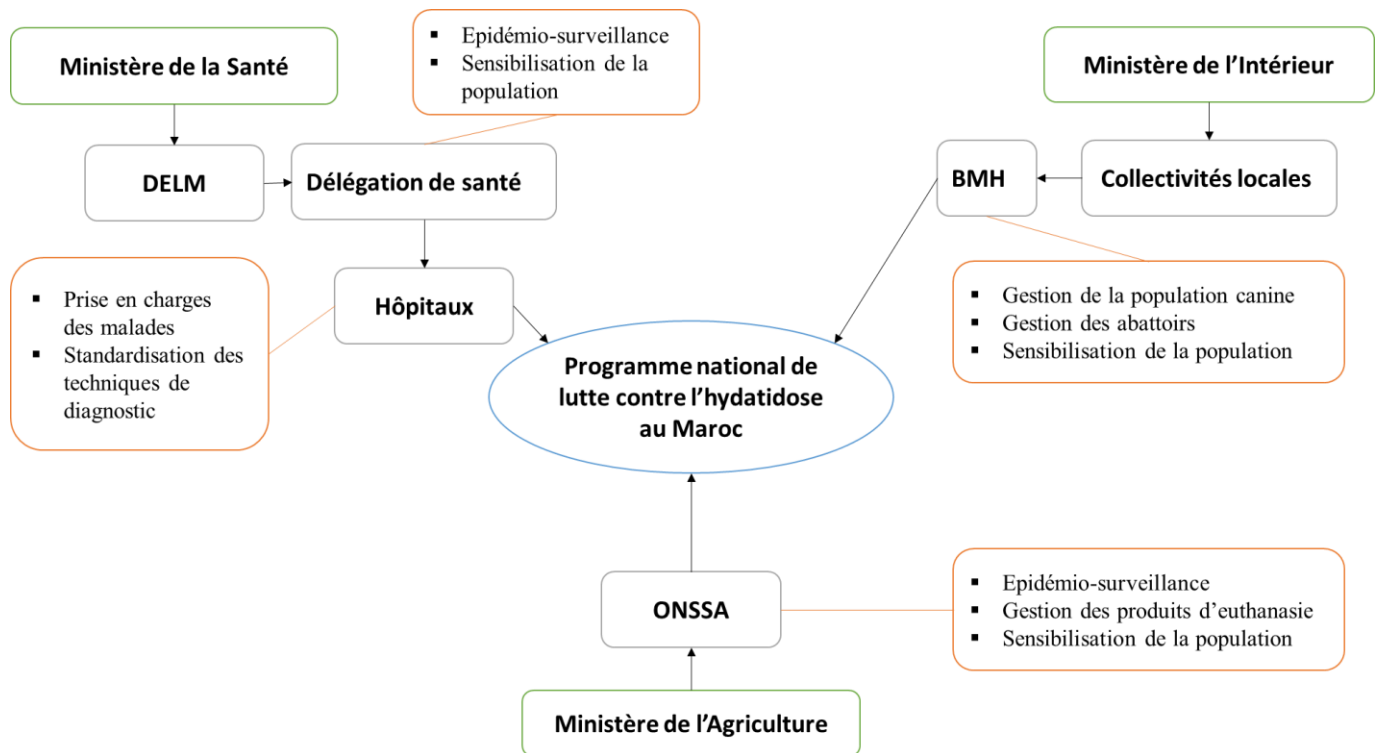 Ministère de la Santé
▪ Epidémio-surveillance
▪ Sensibilisation de la
population
Ministère de l’Intérieur
DELM
Délégation de santé
BMH
Collectivités locales
▪ Prise en charges
des malades
▪ Standardisation des
techniques de
diagnostic
Hôpitaux
▪ Gestion de la population canine
▪ Gestion des abattoirs
▪ Sensibilisation de la population
Programme national de
lutte contre l’hydatidose
au Maroc
ONSSA
▪ Epidémio-surveillance
▪ Gestion des produits d’euthanasie
▪ Sensibilisation de la population
Ministère de l’Agriculture